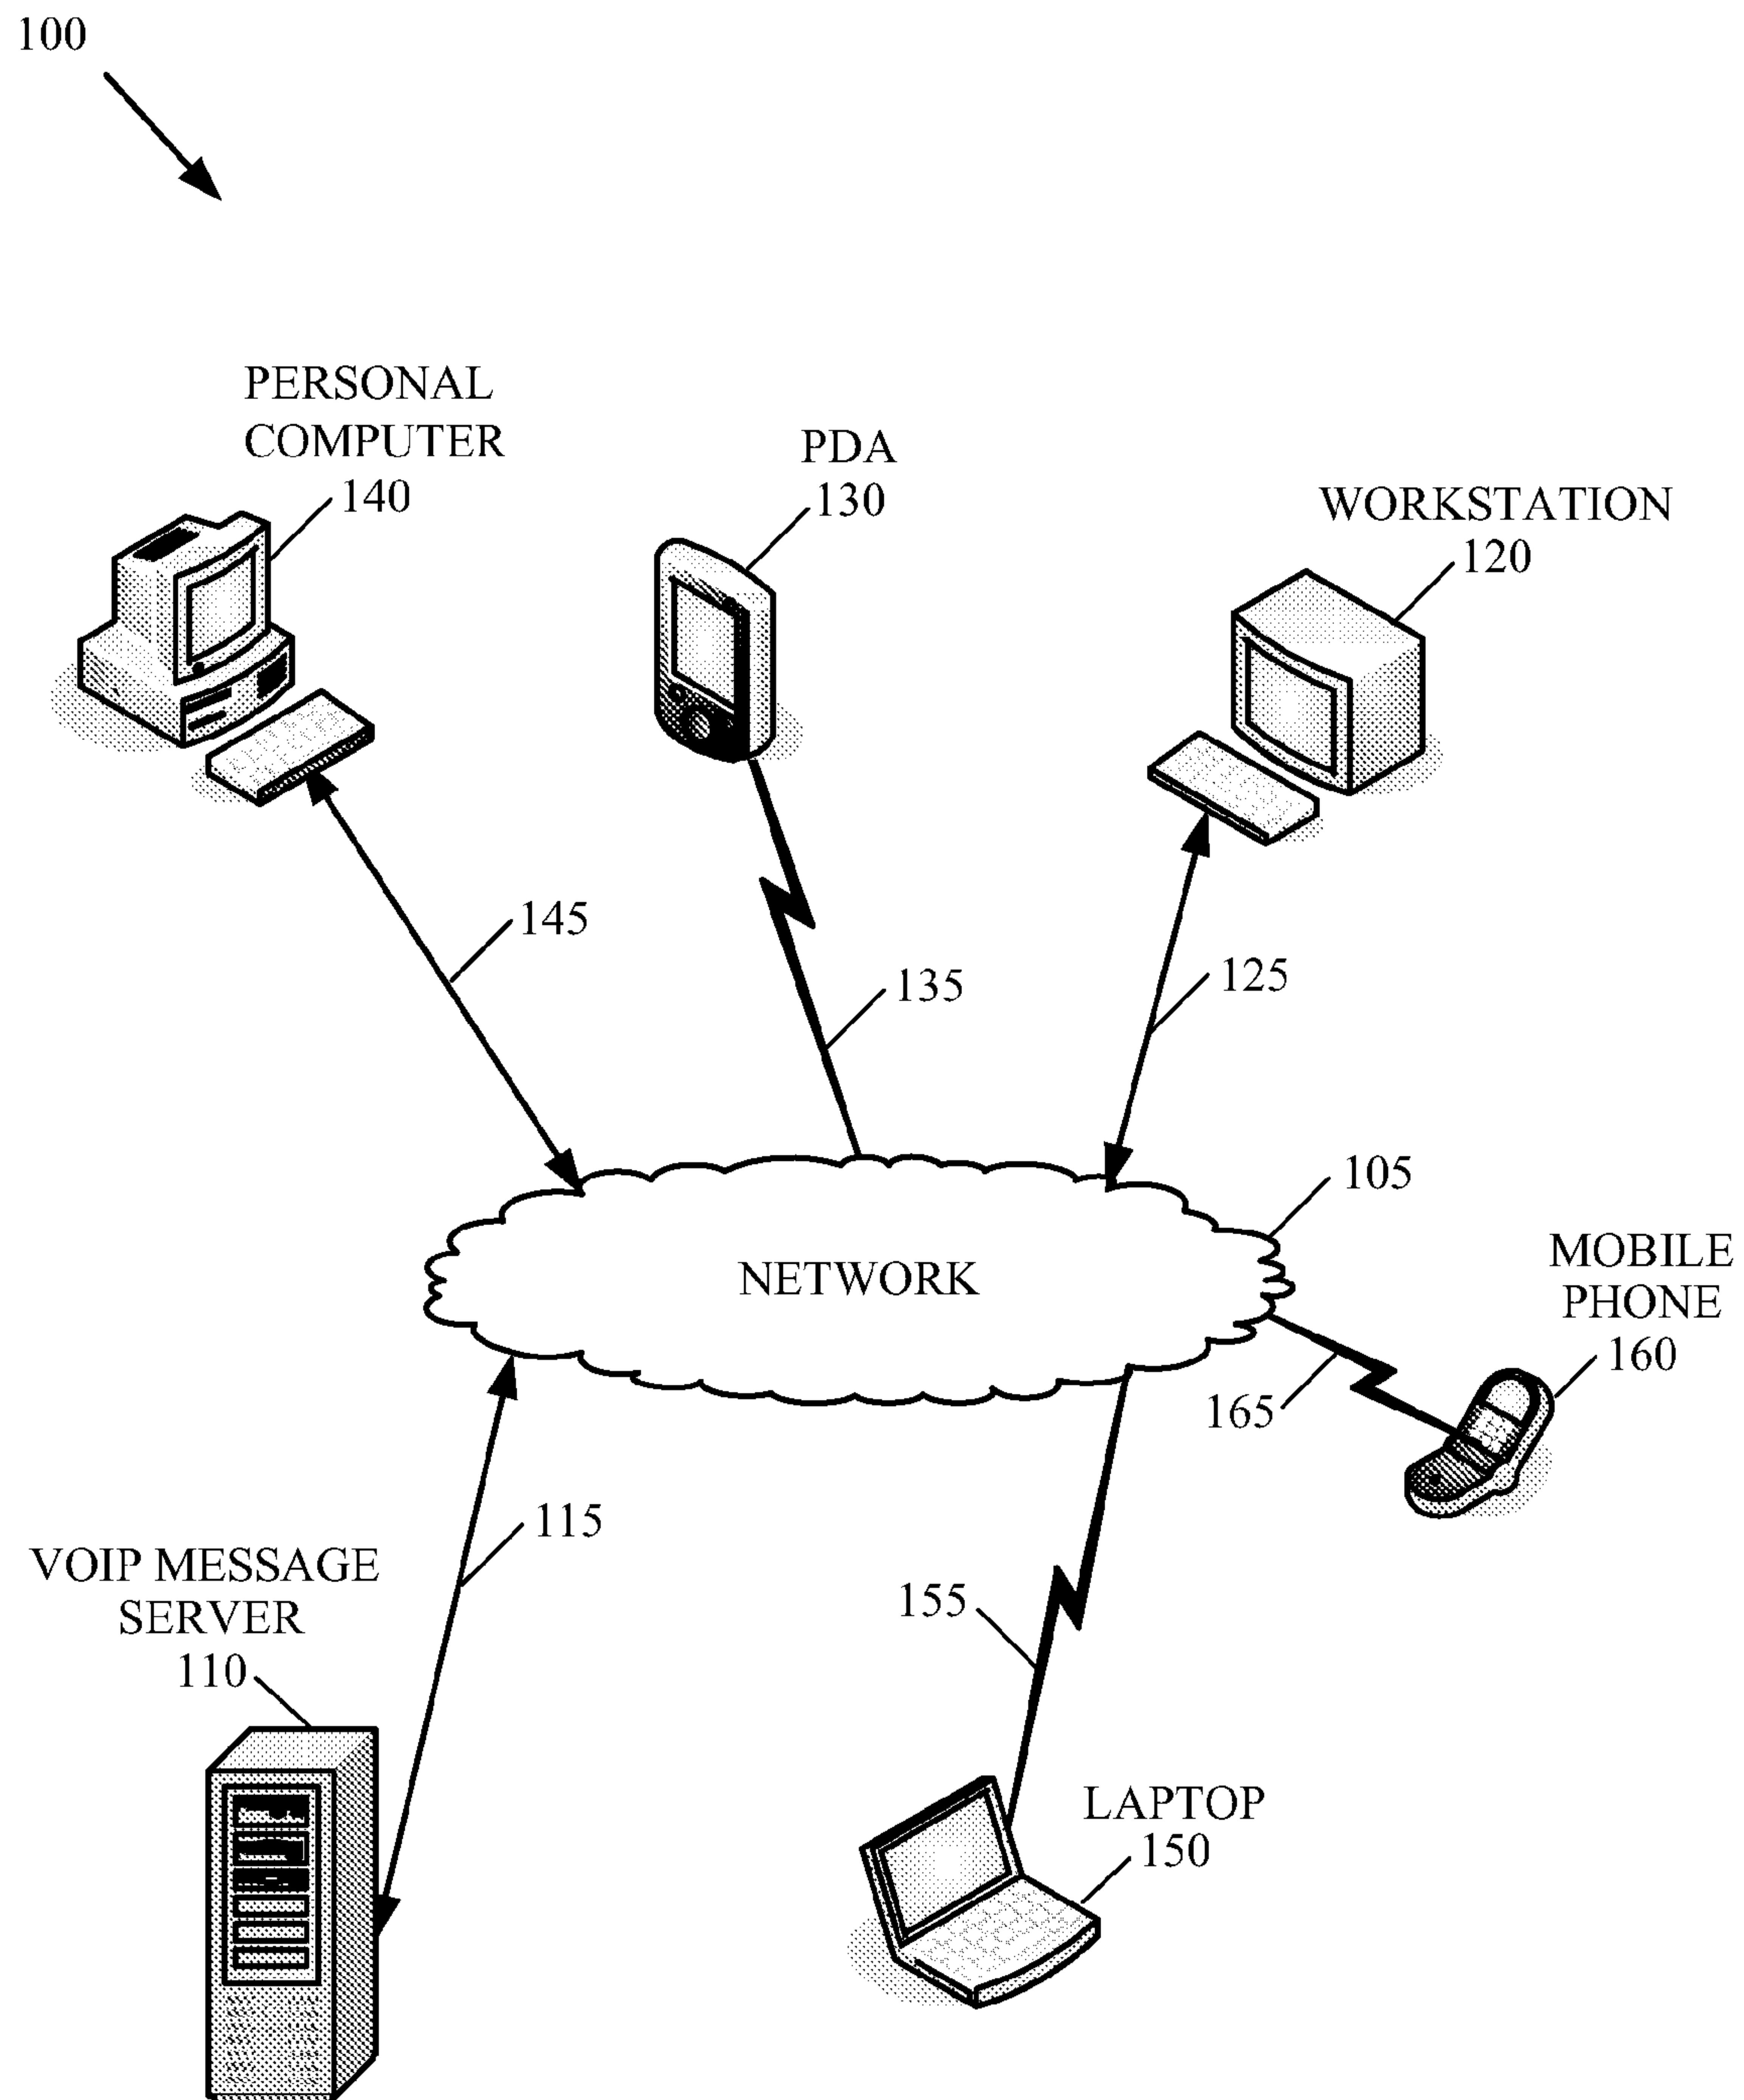 100
PERSONAL
COMPUTER
140
PDA
130
WORKSTATION
120
145
135
125
105
NETWORK
MOBILE
PHONE
160
165
115
VOIP MESSAGE
SERVER
110
155
LAPTOP
150